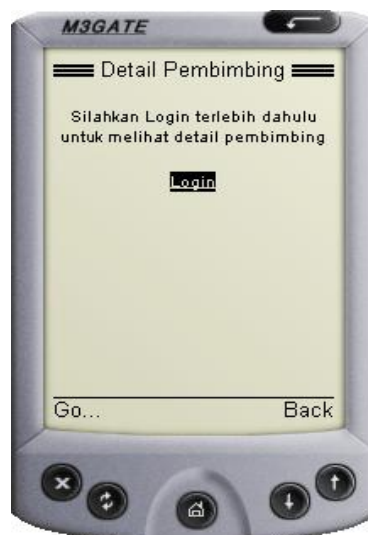 M3GATE
Detail Pembimbing
Silahkan Login terlebih dahulu
untuk melihat detail pembimbing
Login
Go... Back